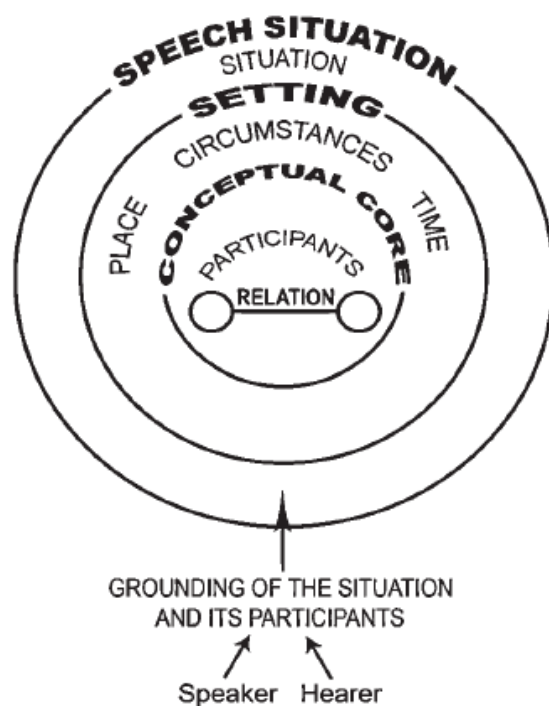 SPEECH SITUATION
SITUATION
SETTING
CIRCUMSTANCES
PLACE
TIME
CONCEPTUAL CORE
PARTICIPANTS
RELATION
GROUNDING OF THE SITUATION
AND ITS PARTICIPANTS
Speaker Hearer